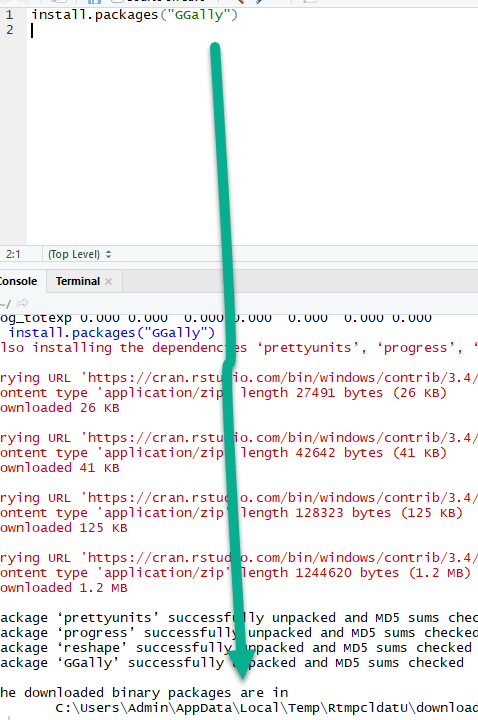 1 install.packages("GGally")
2
2:1 (Top Level)
Console Terminal
~/
og_totexp 0.000 0.000 0.000 0.000 0.000 0.000 0.000
install.packages("GGally")
lso installing the dependencies ‘prettyunits’, ‘progress’, ‘
rying URL 'https://cran.rstudio.com/bin/windows/contrib/3.4/
ontent type 'application/zip' length 27491 bytes (26 KB)
ownloaded 26 KB
rying URL 'https://cran.rstudio.com/bin/windows/contrib/3.4/
ontent type 'application/zip' length 42642 bytes (41 KB)
ownloaded 41 KB
rying URL 'https://cran.rstudio.com/bin/windows/contrib/3.4/
ontent type 'application/zip' length 128323 bytes (125 KB)
ownloaded 125 KB
rying URL 'https://cran.rstudio.com/bin/windows/contrib/3.4/
ontent type 'application/zip' length 1244620 bytes (1.2 MB)
ownloaded 1.2 MB
ackage ‘prettyunits’ successfully unpacked and MD5 sums chec
ackage ‘progress’ successfully unpacked and MD5 sums checked
ackage ‘reshape’ successfully unpacked and MD5 sums checked
ackage ‘GGally’ successfully unpacked and MD5 sums checked
he downloaded binary packages are in
C:\Users\Admin\AppData\Local\Temp\RtmpcldatU\download